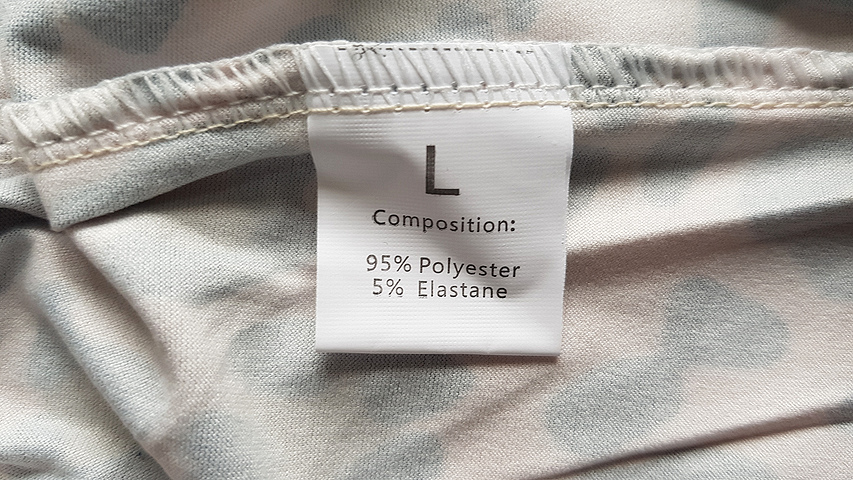 L
Composition:
95% Polyester
5% Elastane